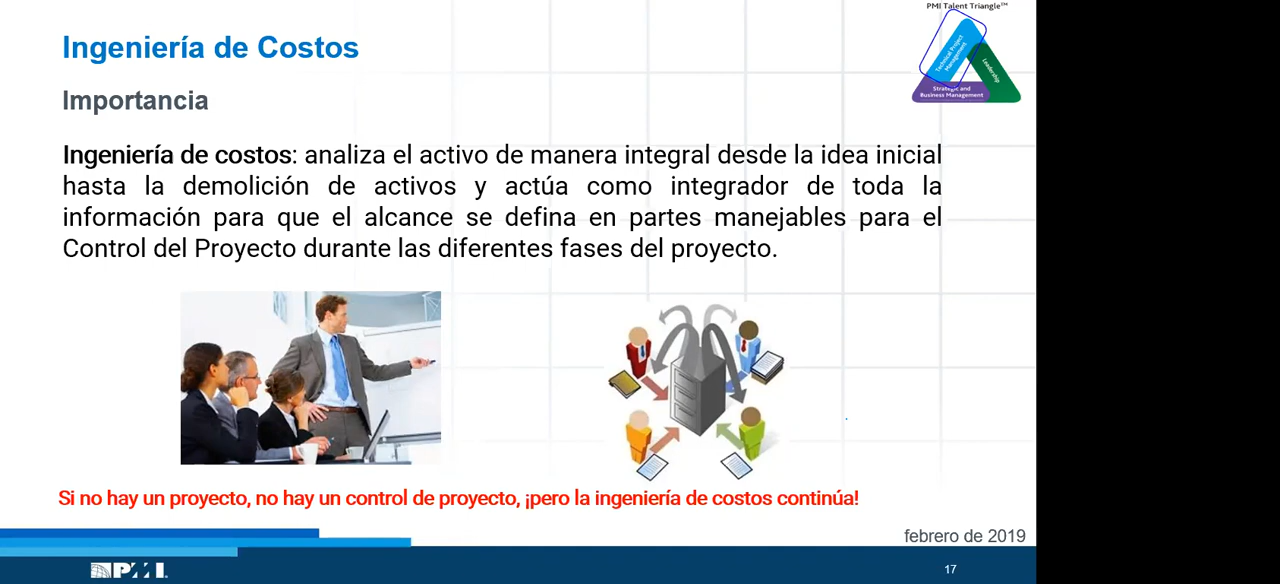 PMI Talent Triangle™
Technical Project
Management
Leadership
Strategic and
Business Management
Ingeniería de Costos
Importancia
Ingeniería de costos: analiza el activo de manera integral desde la idea inicial
hasta la demolición de activos y actúa como integrador de toda la
información para que el alcance se defina en partes manejables para el
Control del Proyecto durante las diferentes fases del proyecto.
Si no hay un proyecto, no hay un control de proyecto, ¡pero la ingeniería de costos continúa!
febrero de 2019
PMI
17